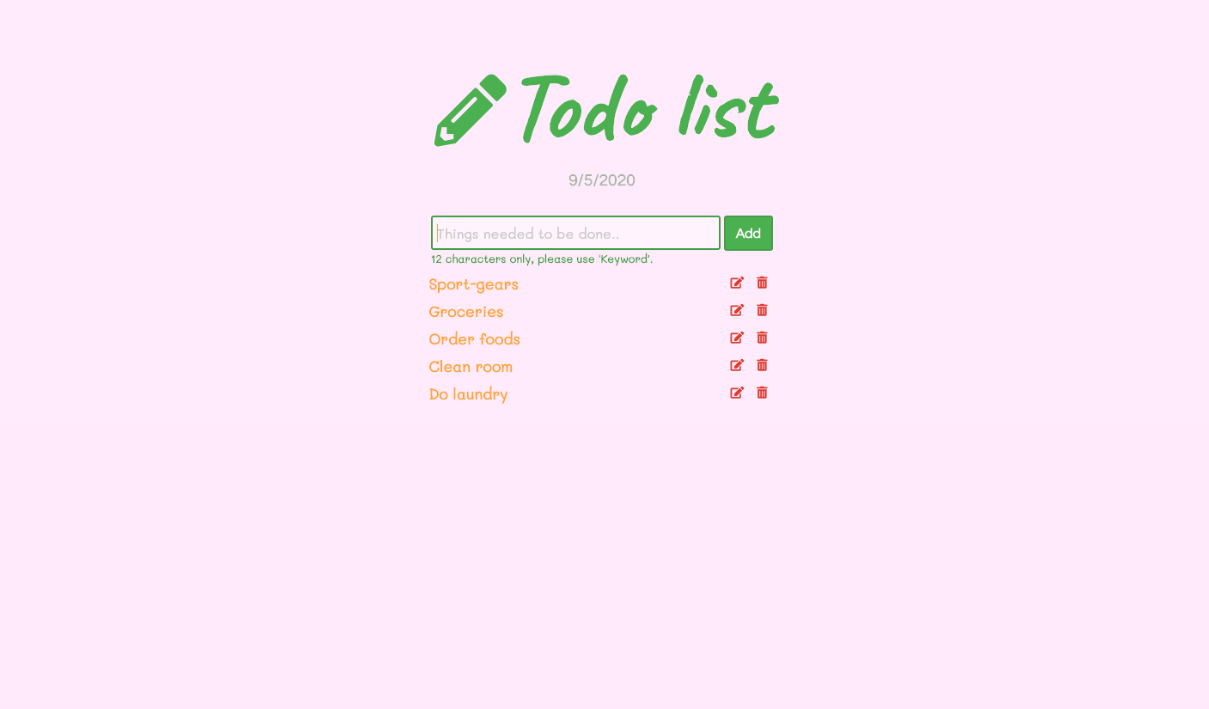 Todo list
9/5/2020
Things needed to be done..
Add
12 characters only, please use 'Keyword'.
Sport-gears
Groceries
Order foods
Clean room
Do laundry